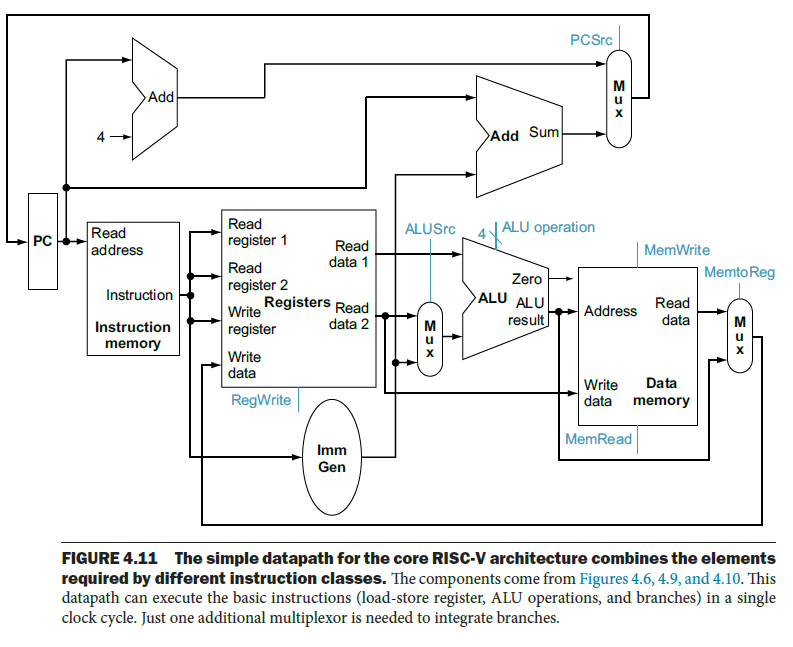 PCSrc
M
u
x
Add
4
Add Sum
PC
Read
address
Instruction
Instruction
memory
Read
register 1
Read
register 2
Write
register
Write
data
Registers
Read
data 1
Read
data 2
RegWrite
Imm
Gen
ALUSrc
M
u
x
4
ALU operation
Zero
ALU
ALU
result
MemWrite
Address
Read
data
Write
data
Data
memory
MemRead
MemtoReg
M
u
x
FIGURE 4.11 The simple datapath for the core RISC-V architecture combines the elements
required by different instruction classes. The components come from Figures 4.6, 4.9, and 4.10. This
datapath can execute the basic instructions (load-store register, ALU operations, and branches) in a single
clock cycle. Just one additional multiplexor is needed to integrate branches.